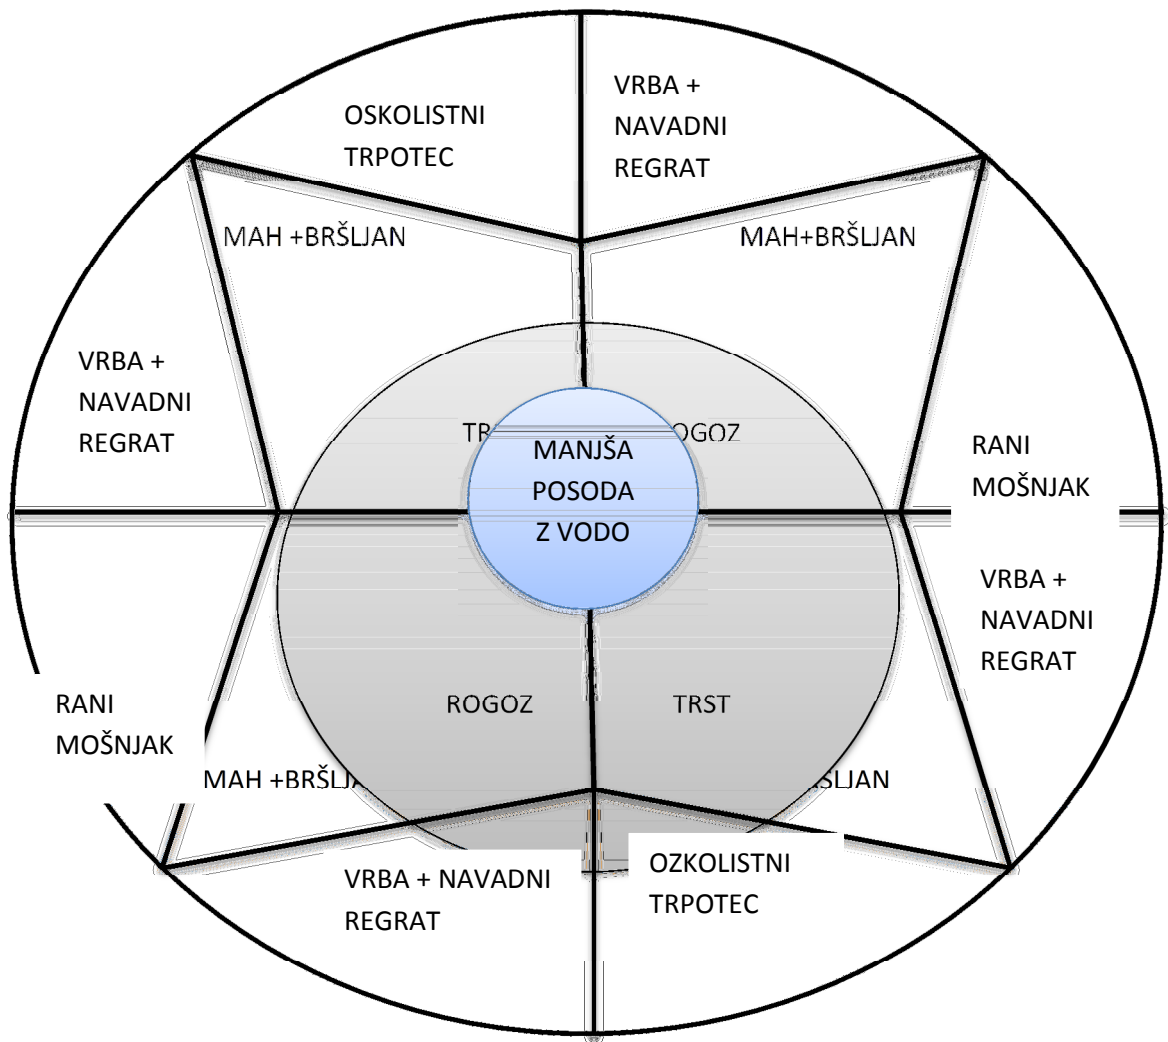 OSKOLISTNI
TRPOTEC
VRBA +
NAVADNI
REGRAT
MAH +BRŠLJAN
MAH+BRŠLJAN
VRBA +
NAVADNI
REGRAT
MANJŠA
POSODA
Z VODO
RANI
MOŠNJAK
VRBA +
NAVADNI
REGRAT
RANI
MOŠNJAK
ROGOZ
TRST
MAH
VRBA + NAVADNI
REGRAT
OZKOLISTNI
TRPOTEC